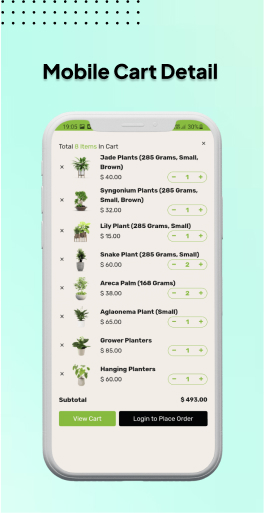 Mobile Cart Detail
19:05
30%
Total 8 Items In Cart ×
Jade Plants (285 Grams, Small,
Brown)
× $ 40.00 − 1 +
Syngonium Plants (285 Grams,
Small, Brown)
× $ 32.00 − 1 +
Lily Plant (285 Grams, Small)
× $ 15.00 − 1 +
Snake Plant (285 Grams, Small)
× $ 60.00 − 2 +
Areca Palm (168 Grams)
× $ 38.00 − 2 +
Aglaonema Plant (Small)
× $ 65.00 − 1 +
Grower Planters
× $ 85.00 − 1 +
Hanging Planters
× $ 60.00 − 1 +
Subtotal $ 493.00
View Cart Login to Place Order